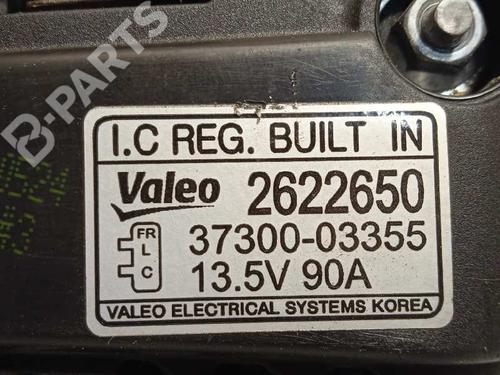 B-PARTS
I.C REG. BUILT IN
Valeo 2622650
FR
L
C
37300-03355
13.5V 90A
VALEO ELECTRICAL SYSTEMS KOREA